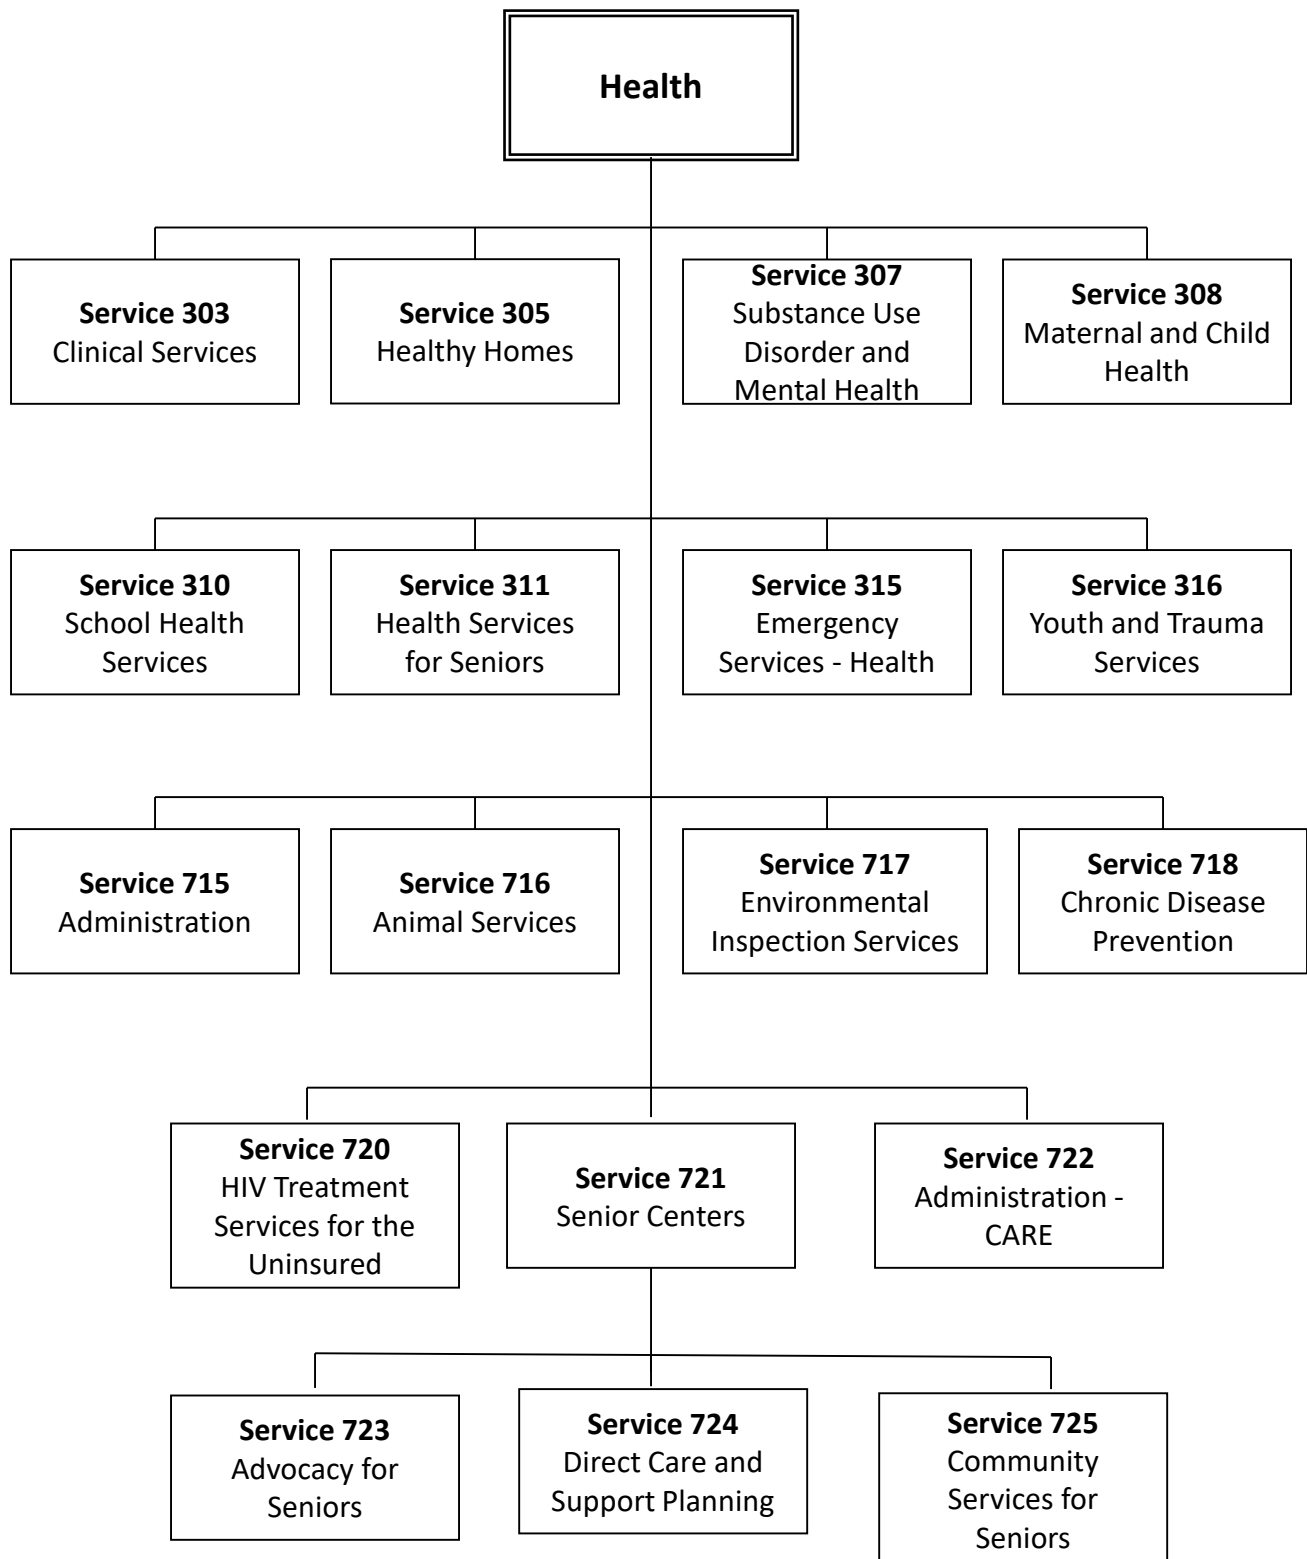 Health
Service 303
Clinical Services
Service 305
Healthy Homes
Service 307
Substance Use
Disorder and
Mental Health
Service 308
Maternal and Child
Health
Service 310
School Health
Services
Service 311
Health Services
for Seniors
Service 315
Emergency
Services - Health
Service 316
Youth and Trauma
Services
Service 715
Administration
Service 716
Animal Services
Service 717
Environmental
Inspection Services
Service 718
Chronic Disease
Prevention
Service 720
HIV Treatment
Services for the
Uninsured
Service 721
Senior Centers
Service 722
Administration -
CARE
Service 723
Advocacy for
Seniors
Service 724
Direct Care and
Support Planning
Service 725
Community
Services for
Seniors